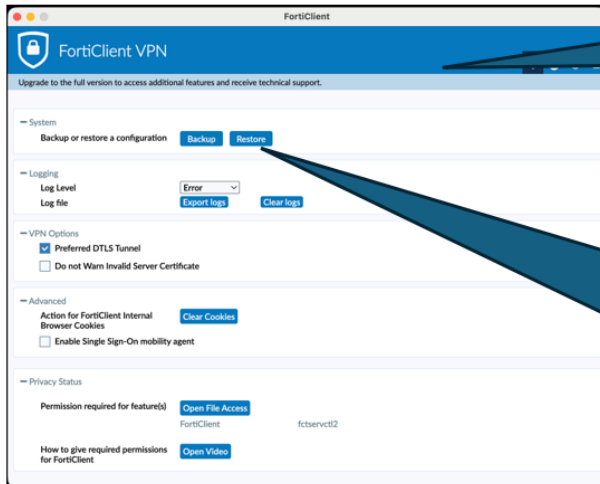 FortiClient
FortiClient VPN
Upgrade to the full version to access additional features and receive technical support.
System
Backup or restore a configuration Backup Restore
Logging
Log Level Error
Log file Export logs Clear logs
VPN Options
Preferred DTLS Tunnel
Do not Warn Invalid Server Certificate
Advanced
Action for FortiClient Internal
Browser Cookies Clear Cookies
Enable Single Sign-On mobility agent
Privacy Status
Permission required for feature(s) Open File Access
FortiClient fctservctl2
How to give required permissions
for FortiClient Open Video